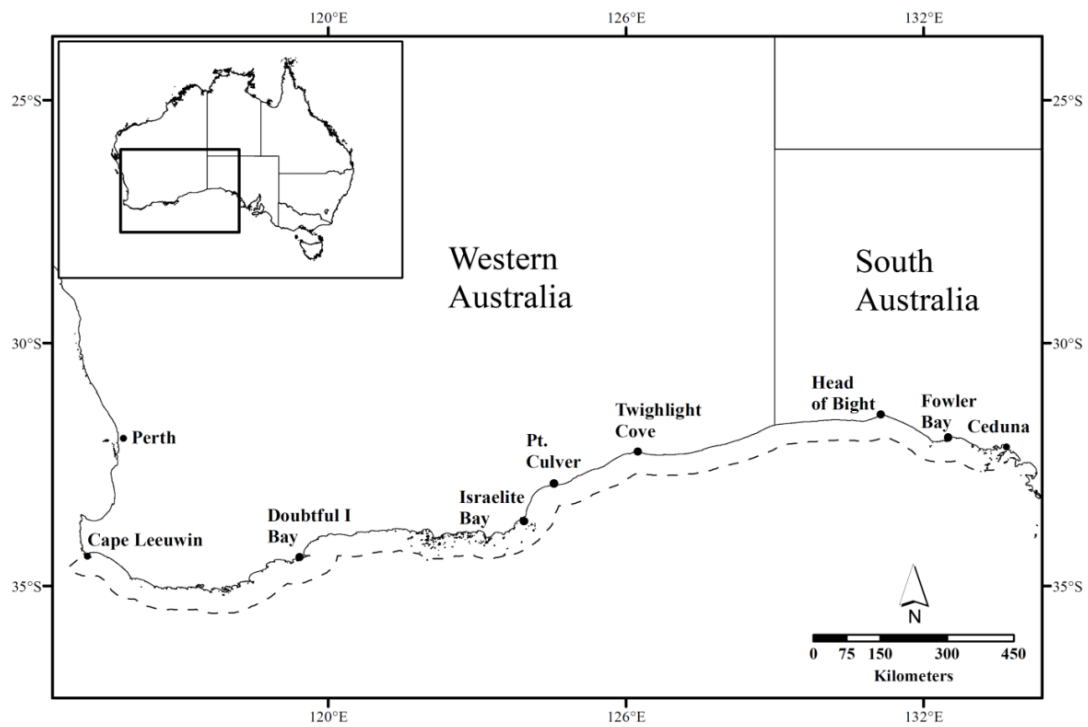 120°E 126°E 132°E
25°S 25°S
Western
Australia
South
Australia
30°S 30°S
Head
of Bight
Fowler
Bay
Ceduna
Twighlight
Cove
Perth
Pt.
Culver
Israelite
Bay
Doubtful I
Bay
Cape Leeuwin
35°S 35°S
N
0 75 150 300 450
Kilometers
120°E 126°E 132°E